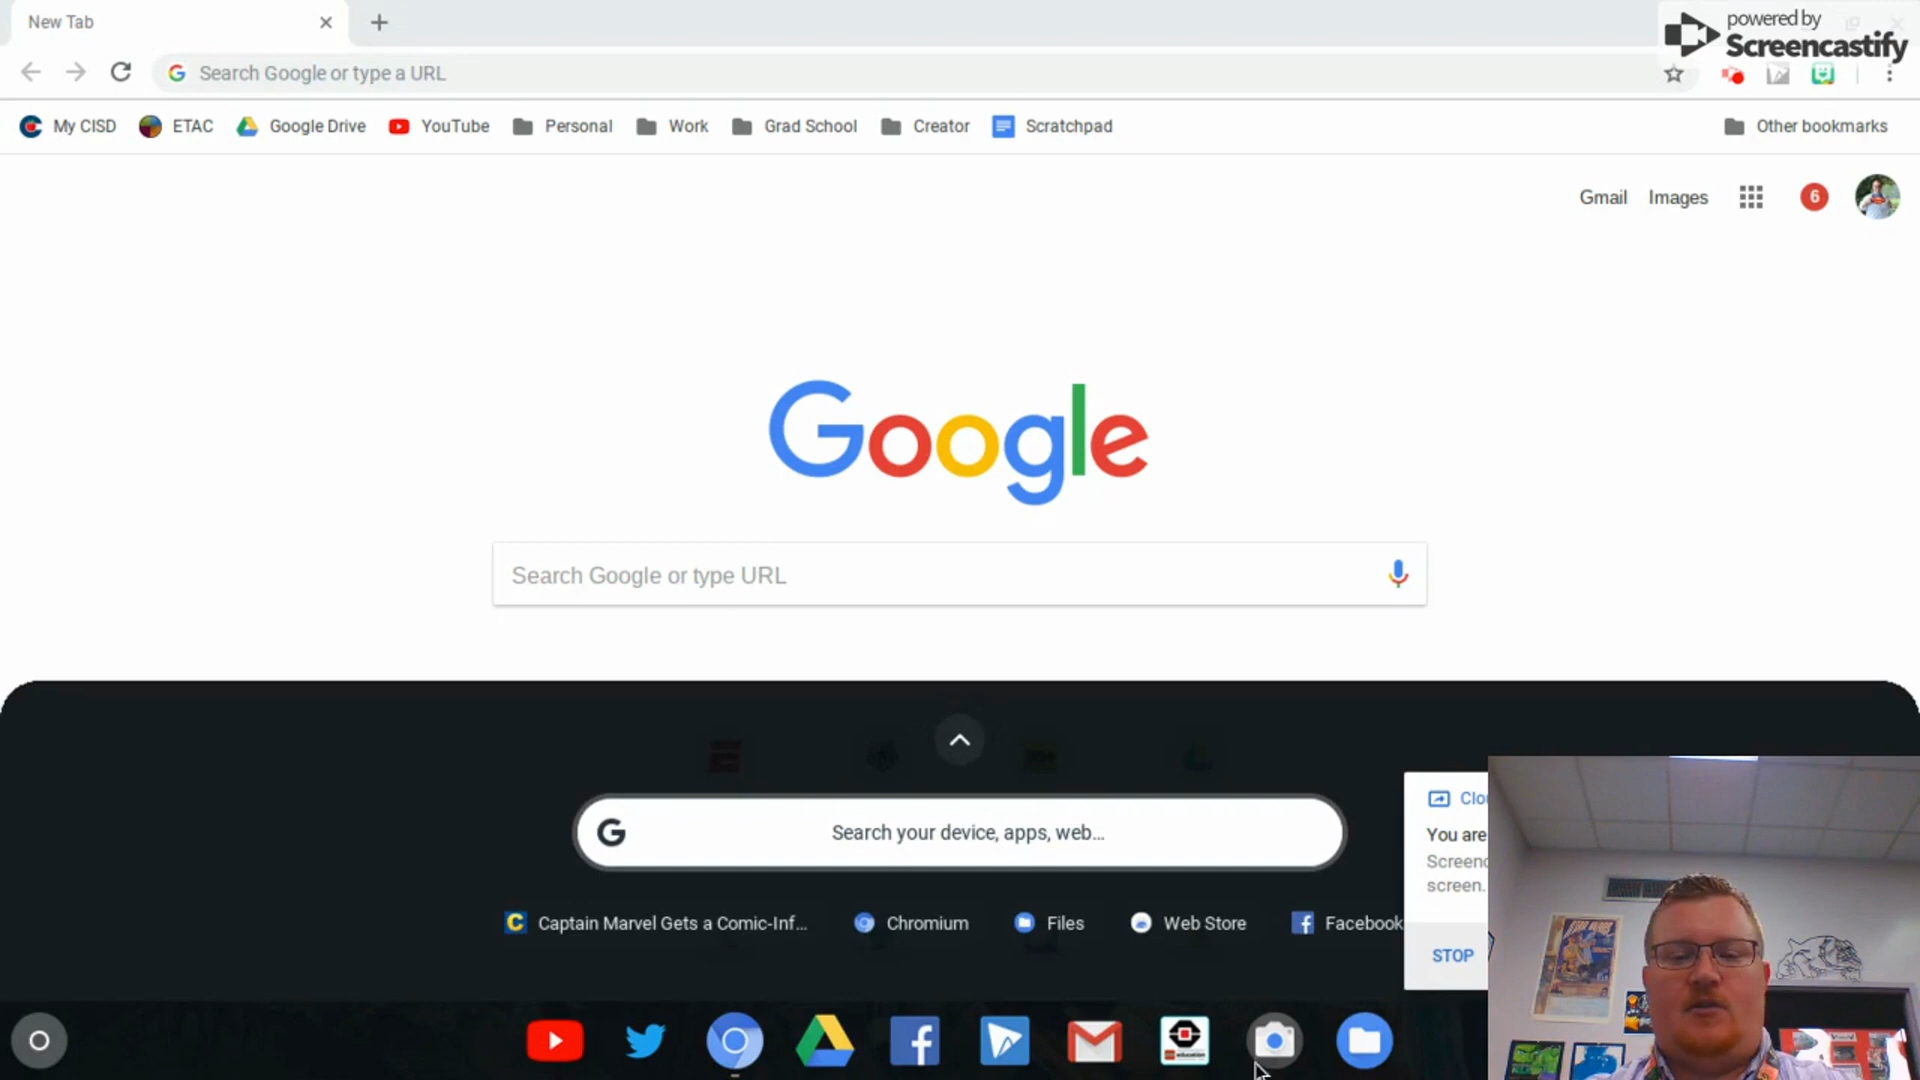 New Tab
powered by
Screencastify
Search Google or type a URL
My CISD
ETAC
Google Drive
YouTube
Personal
Work
Grad School
Creator
Scratchpad
Other bookmarks
Gmail
Images
6
Google
Search Google or type URL
Search your device, apps, web...
Captain Marvel Gets a Comic-Inf...
Chromium
Files
Web Store
Facebook
Clou
You are
Screenc
screen.
STOP